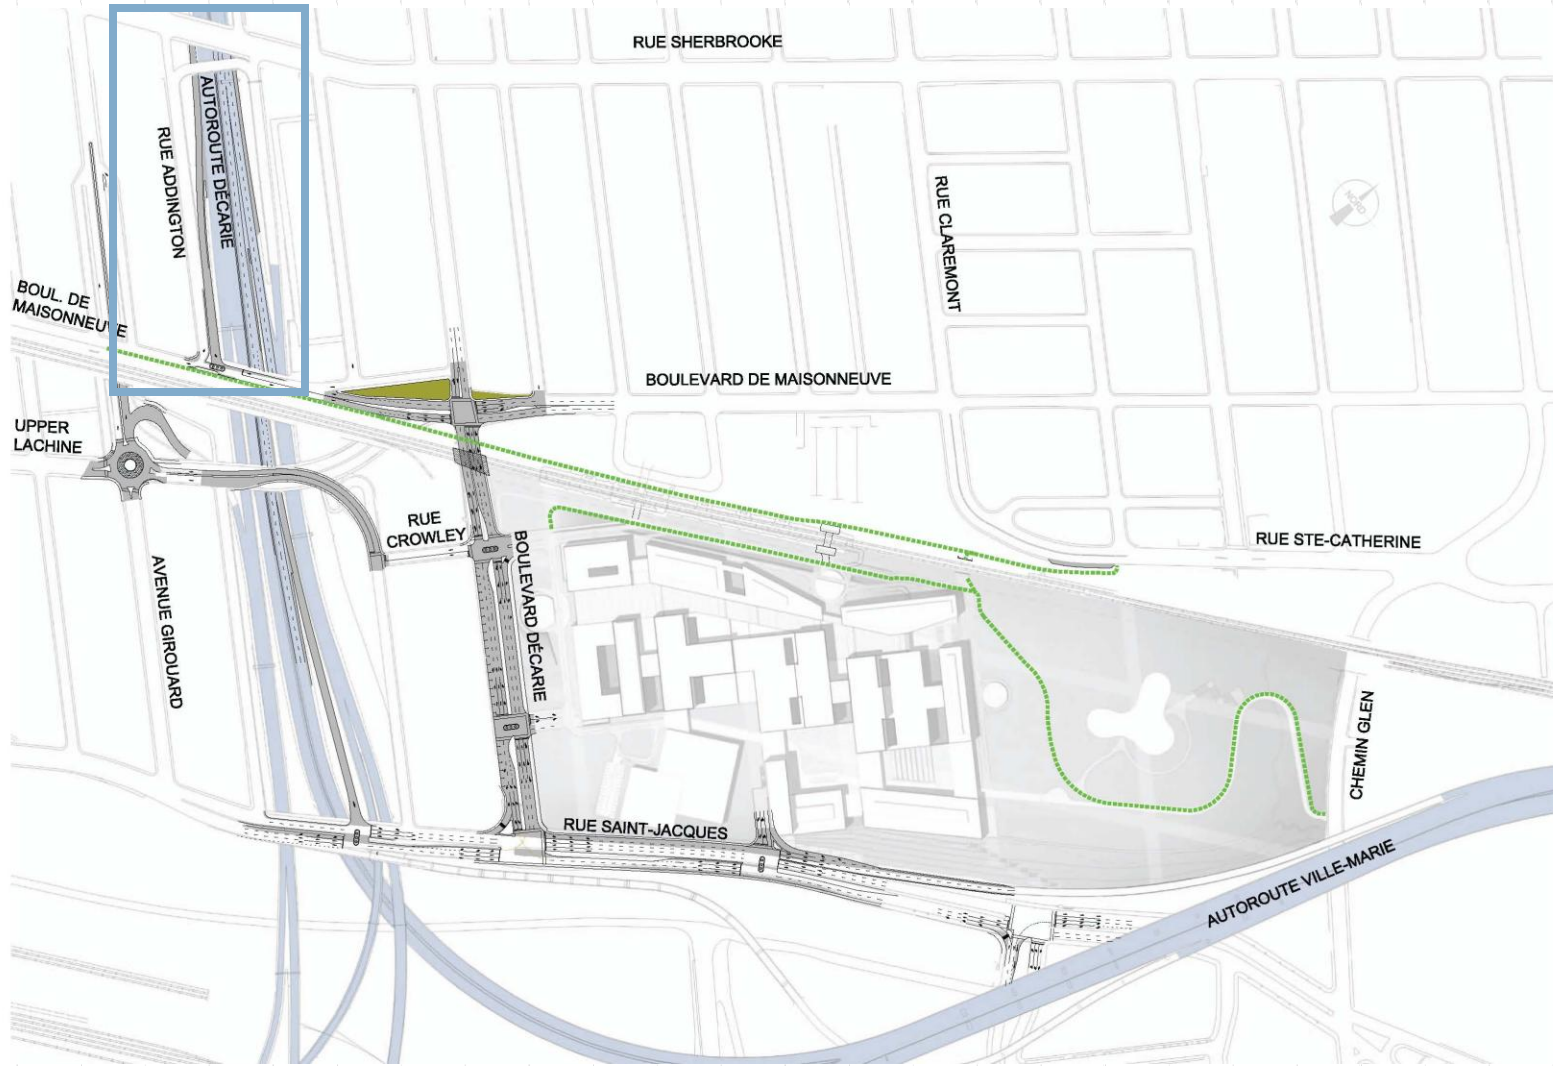 RUE SHERBROOKE
AUTOROUTE DÉCARIE
RUE ADDINGTON
RUE CLAREMONT
NORD
BOUL. DE
MAISONNEUVE
BOULEVARD DE MAISONNEUVE
UPPER
LACHINE
RUE
CROWLEY
BOULEVARD DÉCARIE
RUE STE-CATHERINE
AVENUE GIROUARD
CHEMIN GLEN
RUE SAINT-JACQUES
AUTOROUTE VILLE-MARIE